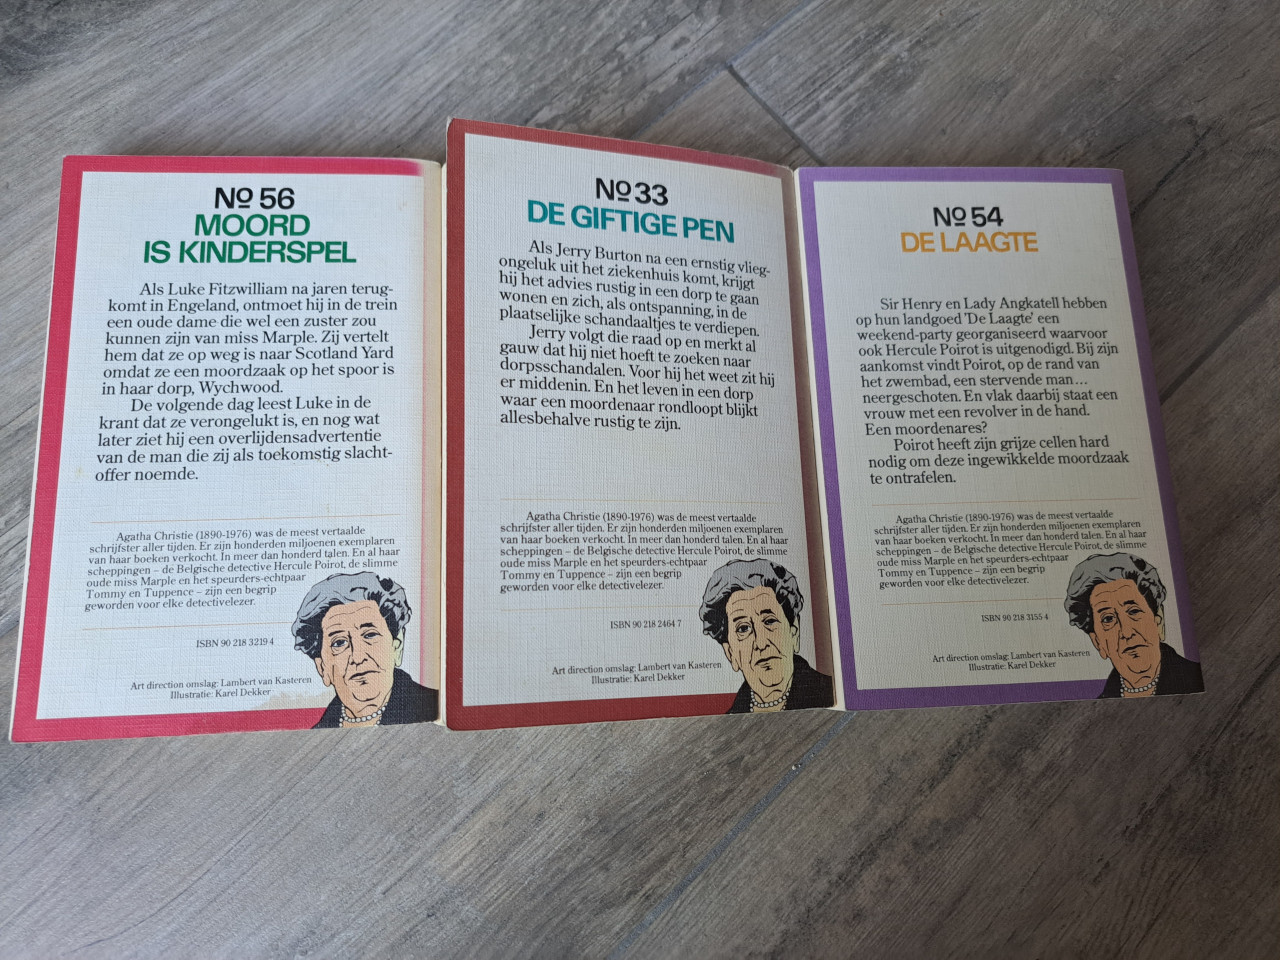 No 56
MOORD
IS KINDERSPEL
Als Luke Fitzwilliam na jaren terug-
komt in Engeland, ontmoet hij in de trein
een oude dame die wel een zuster zou
kunnen zijn van miss Marple. Zij vertelt
hem dat ze op weg is naar Scotland Yard
omdat ze een moordzaak op het spoor is
in haar dorp, Wychwood.
De volgende dag leest Luke in de
krant dat ze verongelukt is, en nog wat
later ziet hij een overlijdensadvertentie
van de man die zij als toekomstig slacht-
offer noemde.
Agatha Christie (1890-1976) was de meest vertaalde
schrijfster aller tijden. Er zijn honderden miljoenen exemplaren
van haar boeken verkocht. In meer dan honderd talen. En al haar
scheppingen – de Belgische detective Hercule Poirot, de slimme
oude miss Marple en het speurders-echtpaar
Tommy en Tuppence – zijn een begrip
geworden voor elke detectivelezer.
ISBN 90 218 3219 4
Art direction omslag: Lambert van Kasteren
Illustratie: Karel Dekker
No 33
DE GIFTIGE PEN
Als Jerry Burton na een ernstig vlieg-
ongeluk uit het ziekenhuis komt, krijgt
hij het advies rustig in een dorp te gaan
wonen en zich, als ontspanning, in de
plaatselijke schandaaltjes te verdiepen.
Jerry volgt die raad op en merkt al
gauw dat hij niet hoeft te zoeken naar
dorpsschandalen. Voor hij het weet zit hij
er middenin. En het leven in een dorp
waar een moordenaar rondloopt blijkt
allesbehalve rustig te zijn.
Agatha Christie (1890-1976) was de meest vertaalde
schrijfster aller tijden. Er zijn honderden miljoenen exemplaren
van haar boeken verkocht. In meer dan honderd talen. En al haar
scheppingen – de Belgische detective Hercule Poirot, de slimme
oude miss Marple en het speurders-echtpaar
Tommy en Tuppence – zijn een begrip
geworden voor elke detectivelezer.
ISBN 90 218 2464 7
Art direction omslag: Lambert van Kasteren
Illustratie: Karel Dekker
No 54
DE LAAGTE
Sir Henry en Lady Angkatell hebben
op hun landgoed 'De Laagte' een
weekend-party georganiseerd waarvoor
ook Hercule Poirot is uitgenodigd. Bij zijn
aankomst vindt Poirot, op de rand van
het zwembad, een stervende man...
neergeschoten. En vlak daarbij staat een
vrouw met een revolver in de hand.
Een moordenares?
Poirot heeft zijn grijze cellen hard
nodig om deze ingewikkelde moordzaak
te ontrafelen.
Agatha Christie (1890-1976) was de meest vertaalde
schrijfster aller tijden. Er zijn honderden miljoenen exemplaren
van haar boeken verkocht. In meer dan honderd talen. En al haar
scheppingen – de Belgische detective Hercule Poirot, de slimme
oude miss Marple en het speurders-echtpaar
Tommy en Tuppence – zijn een begrip
geworden voor elke detectivelezer.
ISBN 90 218 3155 4
Art direction omslag: Lambert van Kasteren
Illustratie: Karel Dekker